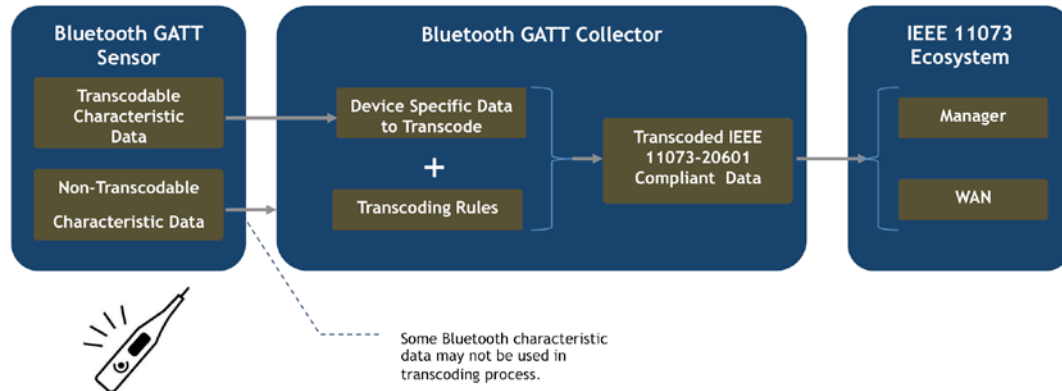 Bluetooth GATT
Sensor
Transcodable
Characteristic
Data
Non-Transcodable
Characteristic Data
Bluetooth GATT Collector
Device Specific Data
to Transcode
+
Transcoding Rules
Transcoded IEEE
11073-20601
Compliant Data
IEEE 11073
Ecosystem
Manager
WAN
Some Bluetooth characteristic
data may not be used in
transcoding process.